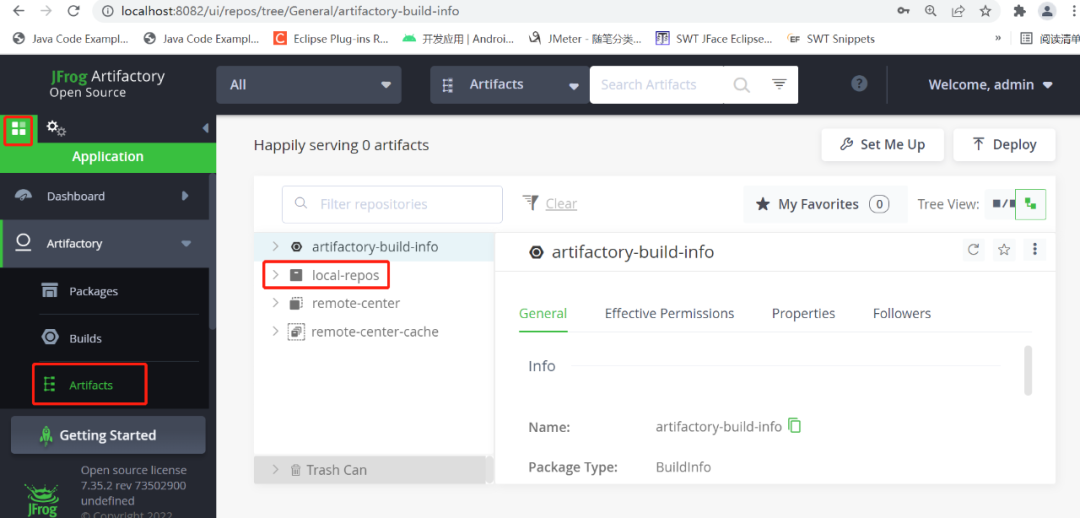 localhost:8082/ui/repos/tree/General/artifactory-build-info
Java Code Exampl... Java Code Exampl... Eclipse Plug-ins R... 开发应用 | Androi... JMeter - 随笔分类... SWT JFace Eclipse... EF SWT Snippets » 阅读清单
JFrog Artifactory
Open Source
All
Artifacts
Search Artifacts
?
Welcome, admin
Application
Dashboard
Artifactory
Packages
Builds
Artifacts
Getting Started
Open source license
7.35.2 rev 73502900
undefined
© Copyright 2022
JFrog
Happily serving 0 artifacts
Set Me Up
Deploy
Filter repositories
Clear
My Favorites 0
Tree View:
artifactory-build-info
local-repos
remote-center
remote-center-cache
Trash Can
artifactory-build-info
General Effective Permissions Properties Followers
Info
Name: artifactory-build-info
Package Type: BuildInfo